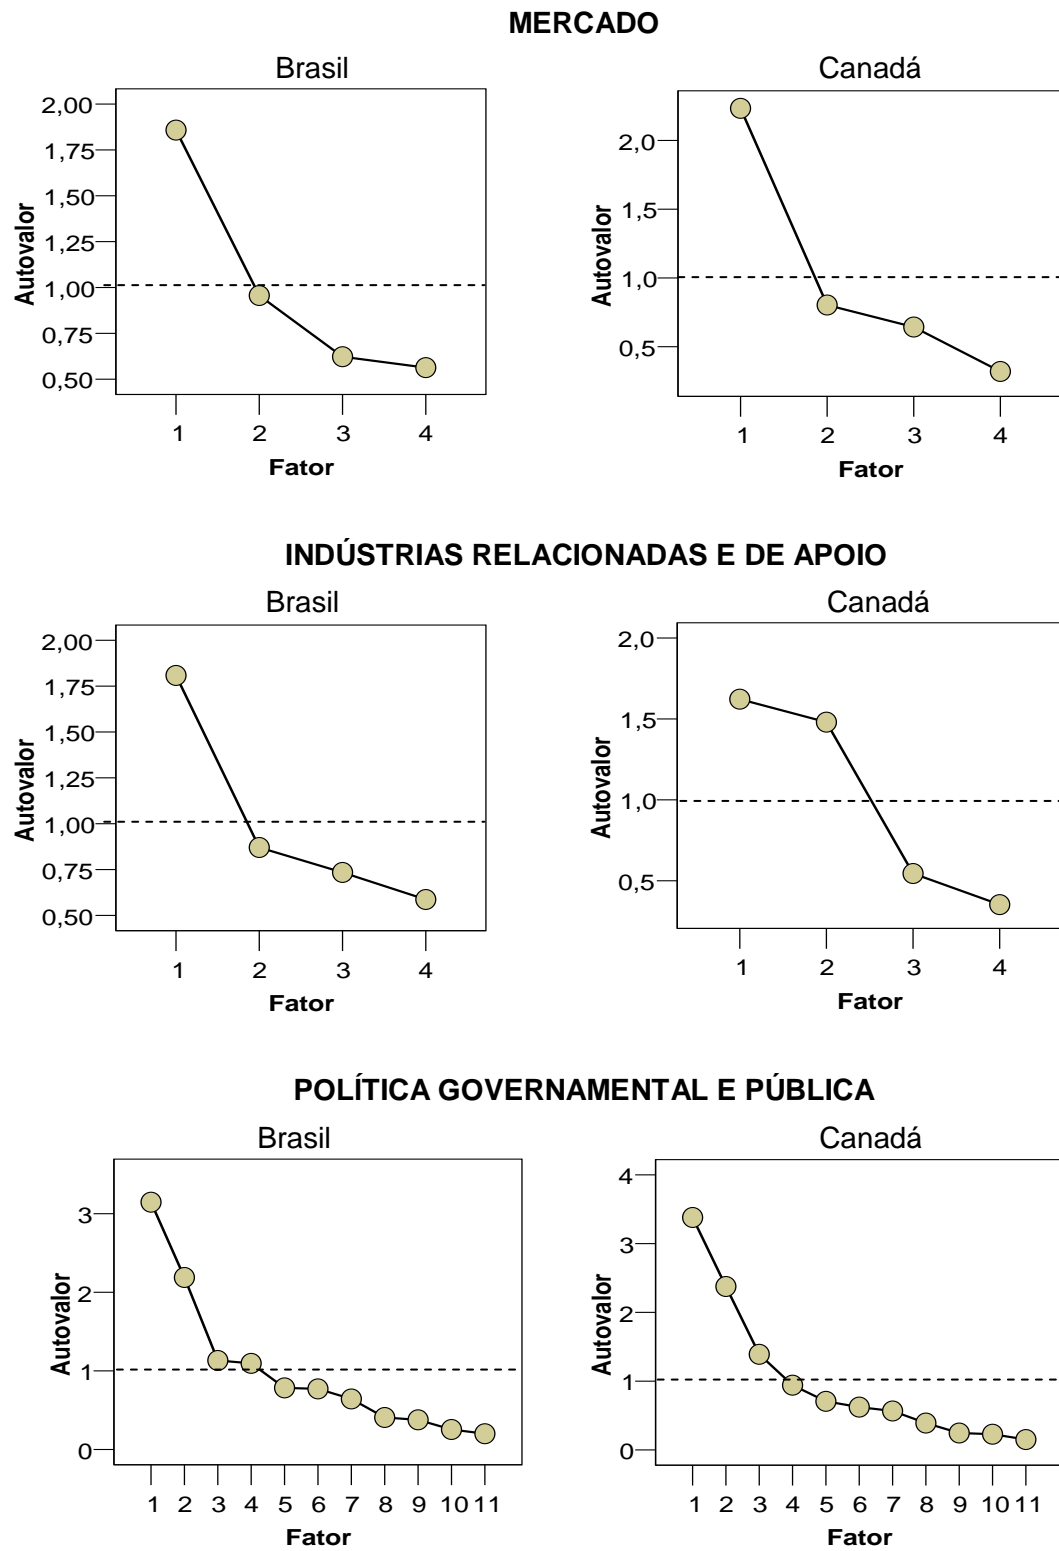 MERCADO
Brasil
Canadá
2,00
1,75
1,50
1,25
1,00
0,75
0,50
Autovalor
1 2 3 4
Fator
2,0
1,5
1,0
0,5
Autovalor
1 2 3 4
Fator
INDÚSTRIAS RELACIONADAS E DE APOIO
Brasil
Canadá
2,00
1,75
1,50
1,25
1,00
0,75
0,50
Autovalor
1 2 3 4
Fator
2,0
1,5
1,0
0,5
Autovalor
1 2 3 4
Fator
POLÍTICA GOVERNAMENTAL E PÚBLICA
Brasil
Canadá
3
2
1
0
Autovalor
1 2 3 4 5 6 7 8 9 10 11
Fator
4
3
2
1
0
Autovalor
1 2 3 4 5 6 7 8 9 10 11
Fator